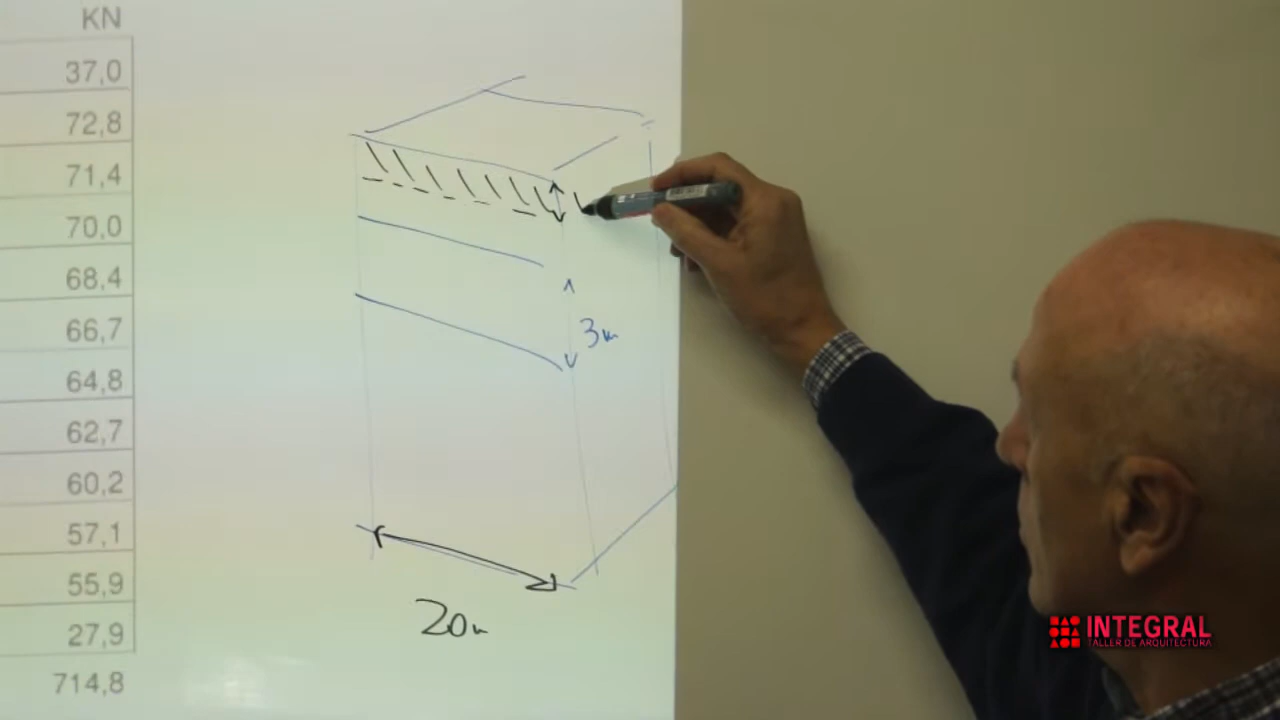 KN
37,0
72,8
71,4
70,0
68,4
66,7
64,8
62,7
60,2
57,1
55,9
27,9
714,8
3m
20m
INTEGRAL
TALLER DE ARQUITECTURA